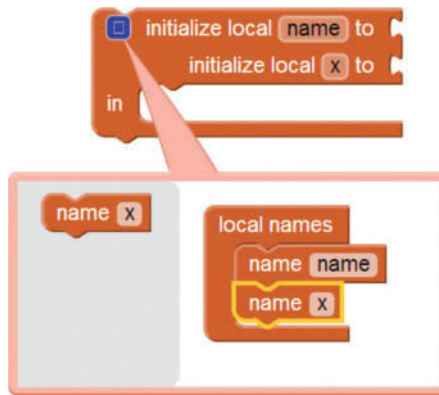 initialize local name to
initialize local x to
in
name x
local names
name name
name x